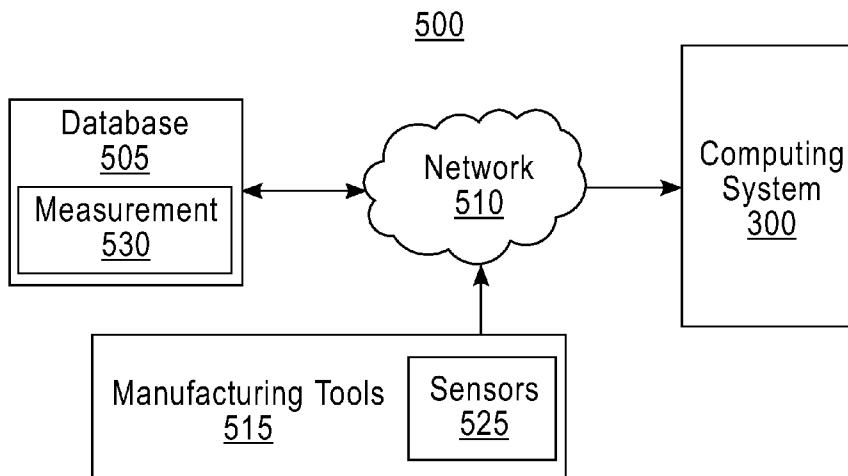 500
Database
505
Measurement
530
Network
510
Computing
System
300
Manufacturing Tools
515
Sensors
525